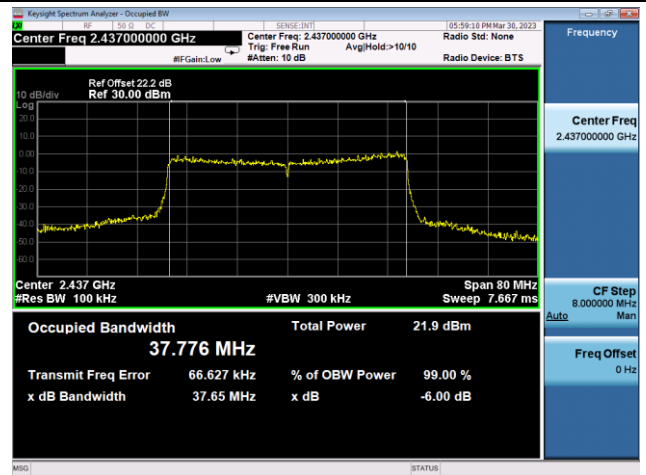 Keysight Spectrum Analyzer - Occupied BW
RF 50 Ω DC SENSE:INT 05:59:10 PM Mar 30, 2023
Center Freq 2.437000000 GHz
Center Freq: 2.437000000 GHz Radio Std: None
Trig: Free Run Avg|Hold:>10/10
#IFGain:Low #Atten: 10 dB Radio Device: BTS
Frequency
Ref Offset 22.2 dB
10 dB/div Ref 30.00 dBm
Log
20.0
10.0
0.00
-10.0
-20.0
-30.0
-40.0
-50.0
-60.0
Center 2.437 GHz Span 80 MHz
#Res BW 100 kHz #VBW 300 kHz Sweep 7.667 ms
Occupied Bandwidth Total Power 21.9 dBm
37.776 MHz
Transmit Freq Error 66.627 kHz % of OBW Power 99.00 %
x dB Bandwidth 37.65 MHz x dB -6.00 dB
Center Freq
2.437000000 GHz
CF Step
8.000000 MHz
Auto Man
Freq Offset
0 Hz
MSG STATUS